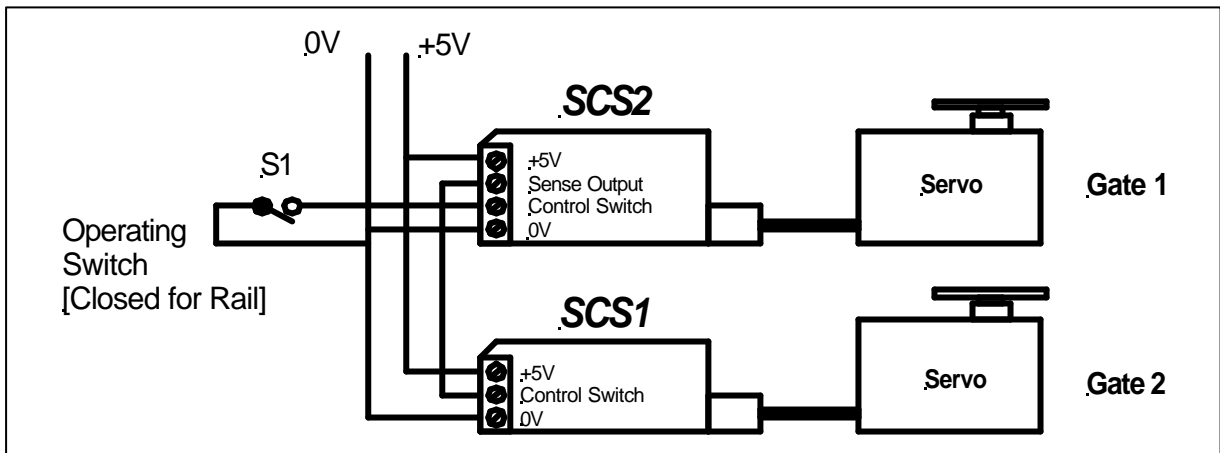 0V +5V
SCS2
S1
+5V
Sense Output
Control Switch
0V
Servo
Gate 1
Operating
Switch
[Closed for Rail]
SCS1
+5V
Control Switch
0V
Servo
Gate 2